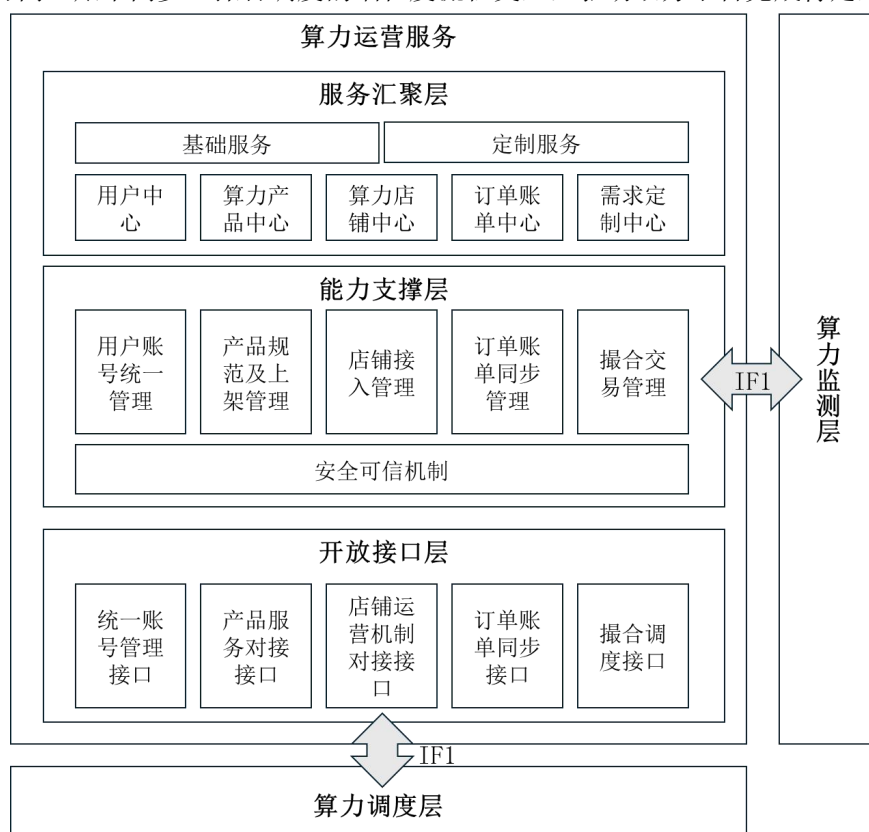 算力运营服务
服务汇聚层
基础服务
定制服务
用户中
心
算力产
品中心
算力店
铺中心
订单账
单中心
需求定
制中心
能力支撑层
用户账
号统一
管理
产品规
范及上
架管理
店铺接
入管理
订单账
单同步
管理
撮合交
易管理
安全可信机制
IF1
算力监测层
开放接口层
统一账
号管理
接口
产品服
务对接
接口
店铺运
营机制
对接接
口
订单账
单同步
接口
撮合调
度接口
IF1
算力调度层